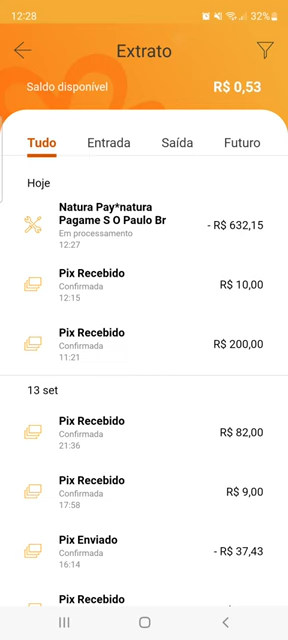 12:28
32%
Extrato
Saldo disponível
R$ 0,53
Tudo
Entrada
Saída
Futuro
Hoje
Natura Pay*natura
Pagame S O Paulo Br
- R$ 632,15
Em processamento
12:27
Pix Recebido
R$ 10,00
Confirmada
12:15
Pix Recebido
R$ 200,00
Confirmada
11:21
13 set
Pix Recebido
R$ 82,00
Confirmada
21:36
Pix Recebido
R$ 9,00
Confirmada
17:58
Pix Enviado
- R$ 37,43
Confirmada
16:14
Pix Recebido